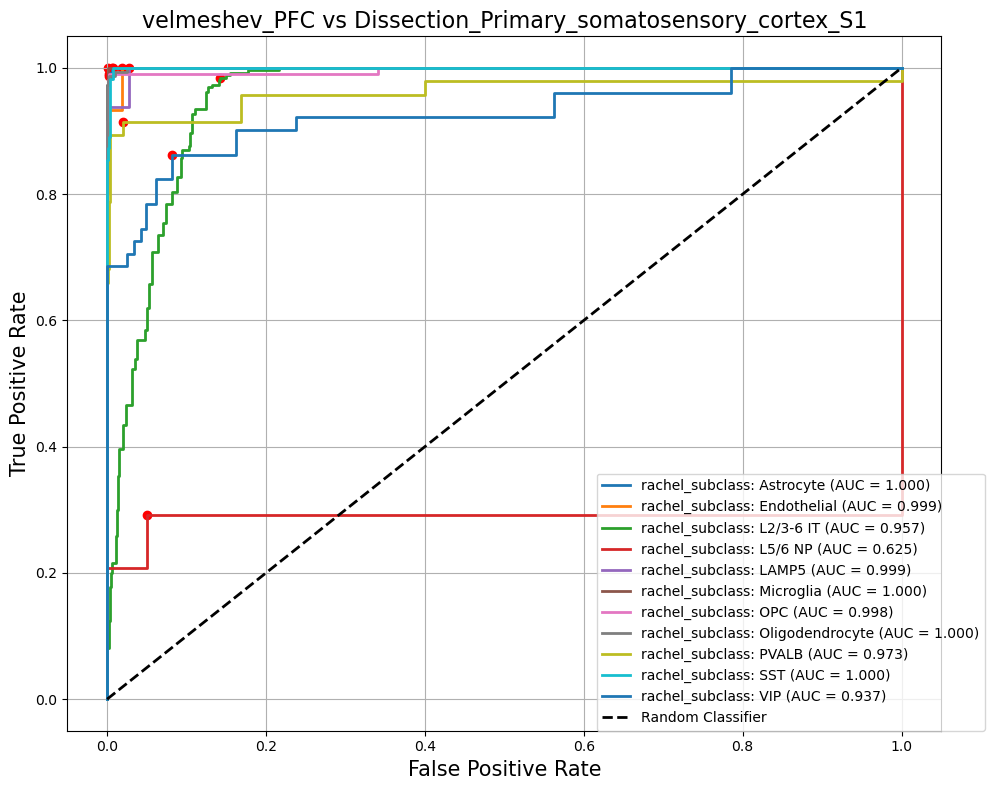 velmeshev_PFC vs Dissection_Primary_somatosensory_cortex_S1
True Positive Rate
1.0
0.8
0.6
0.4
0.2
0.0
rachel_subclass: Astrocyte (AUC = 1.000)
rachel_subclass: Endothelial (AUC = 0.999)
rachel_subclass: L2/3-6 IT (AUC = 0.957)
rachel_subclass: L5/6 NP (AUC = 0.625)
rachel_subclass: LAMP5 (AUC = 0.999)
rachel_subclass: Microglia (AUC = 1.000)
rachel_subclass: OPC (AUC = 0.998)
rachel_subclass: Oligodendrocyte (AUC = 1.000)
rachel_subclass: PVALB (AUC = 0.973)
rachel_subclass: SST (AUC = 1.000)
rachel_subclass: VIP (AUC = 0.937)
Random Classifier
0.0 0.2 0.4 0.6 0.8 1.0
False Positive Rate